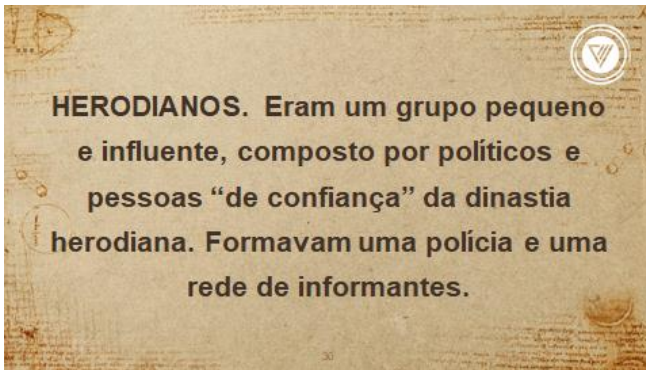 HERODIANOS. Eram um grupo pequeno
e influente, composto por políticos e
pessoas “de confiança” da dinastia
herodiana. Formavam uma polícia e uma
rede de informantes.